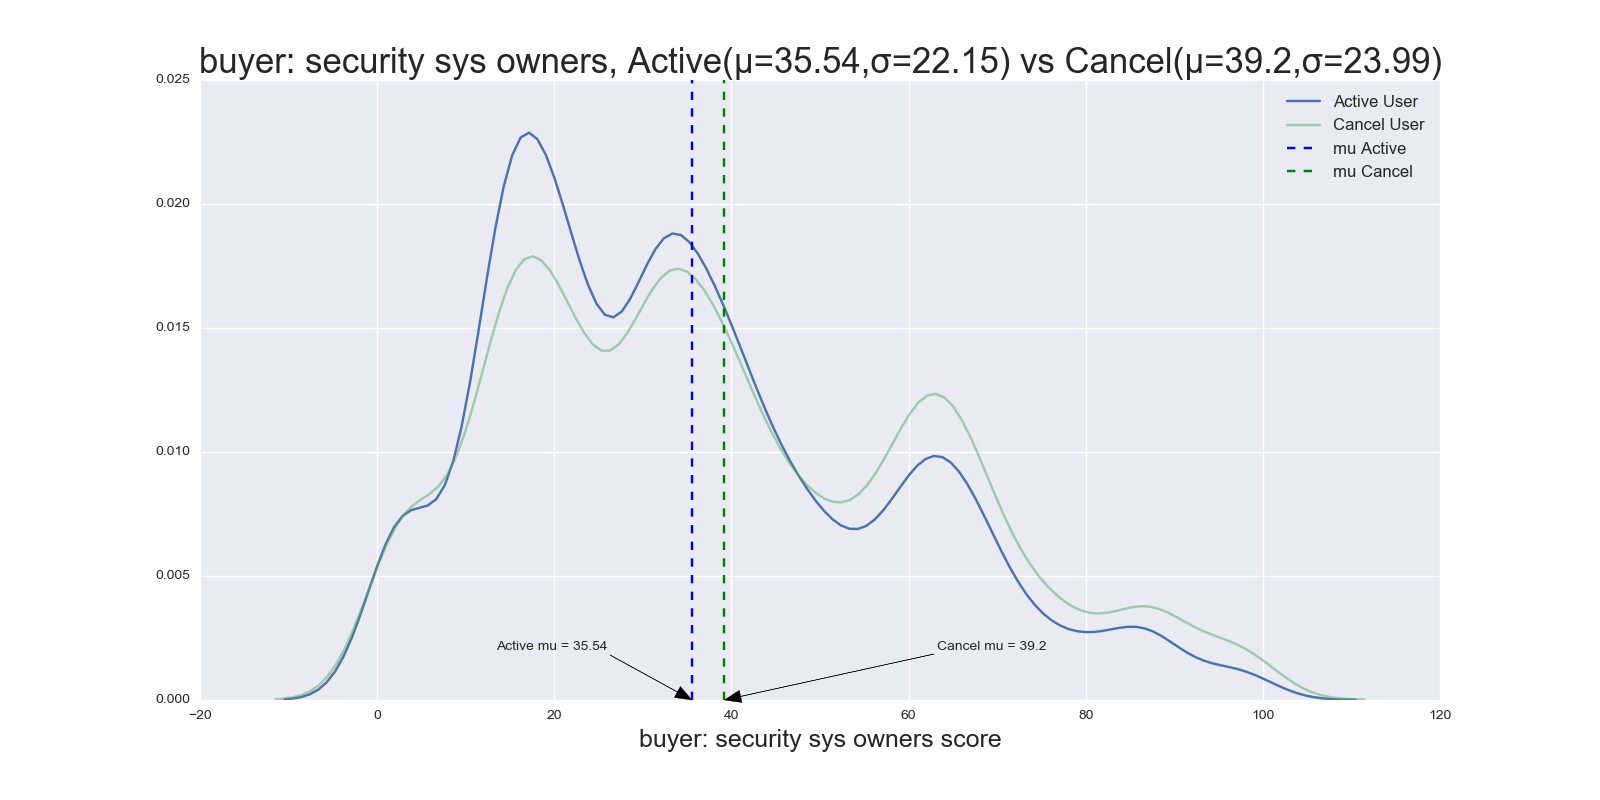 buyer: security sys owners, Active(μ=35.54,σ=22.15) vs Cancel(μ=39.2,σ=23.99)
0.025
0.020
0.015
0.010
0.005
0.000
Active User
Cancel User
mu Active
mu Cancel
Active mu = 35.54
Cancel mu = 39.2
−20 0 20 40 60 80 100 120
buyer: security sys owners score